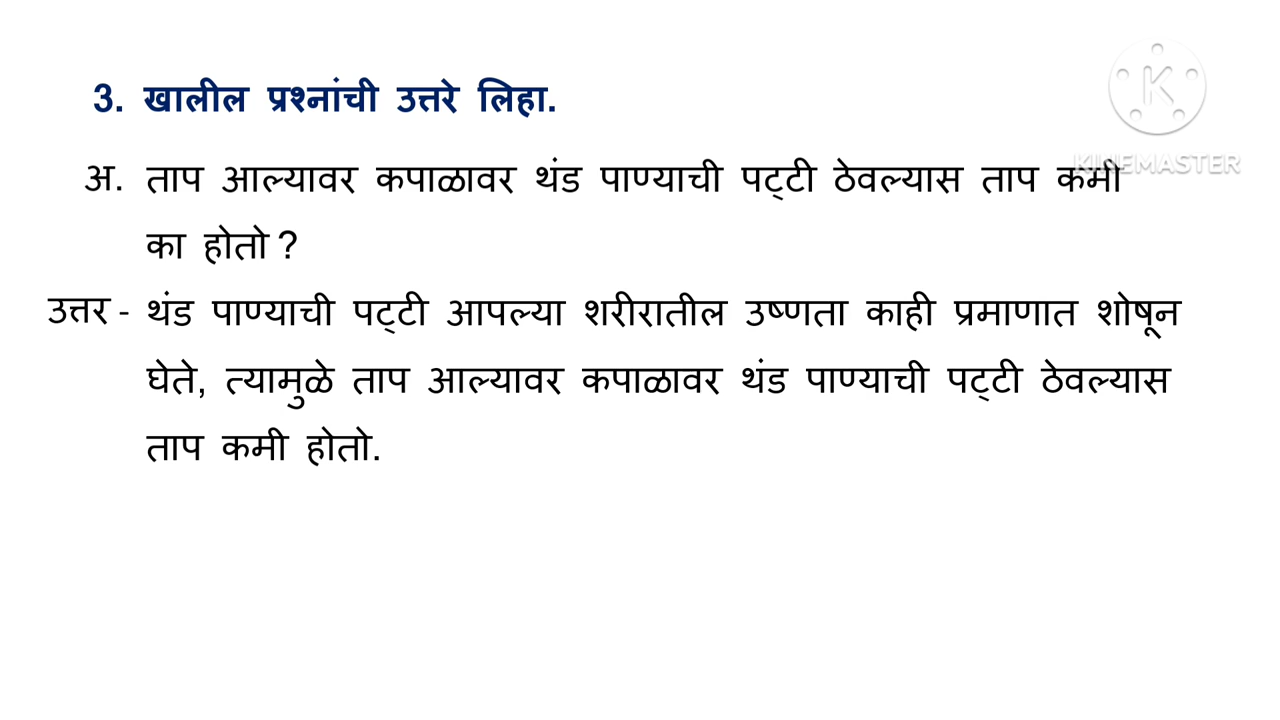 3. खालील प्रश्नांची उत्तरे लिहा.
KINEMASTER
अ. ताप आल्यावर कपाळावर थंड पाण्याची पट्टी ठेवल्यास ताप कमी
का होतो ?
उत्तर - थंड पाण्याची पट्टी आपल्या शरीरातील उष्णता काही प्रमाणात शोषून
घेते, त्यामुळे ताप आल्यावर कपाळावर थंड पाण्याची पट्टी ठेवल्यास
ताप कमी होतो.